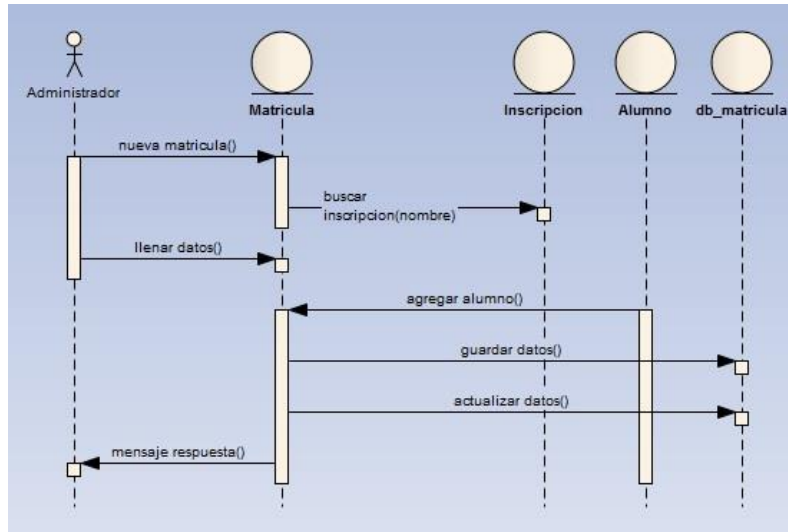 Administrador
Matricula
Inscripcion
Alumno
db_matricula
nueva matricula()
buscar
inscripcion(nombre)
llenar datos()
agregar alumno()
guardar datos()
actualizar datos()
mensaje respuesta()